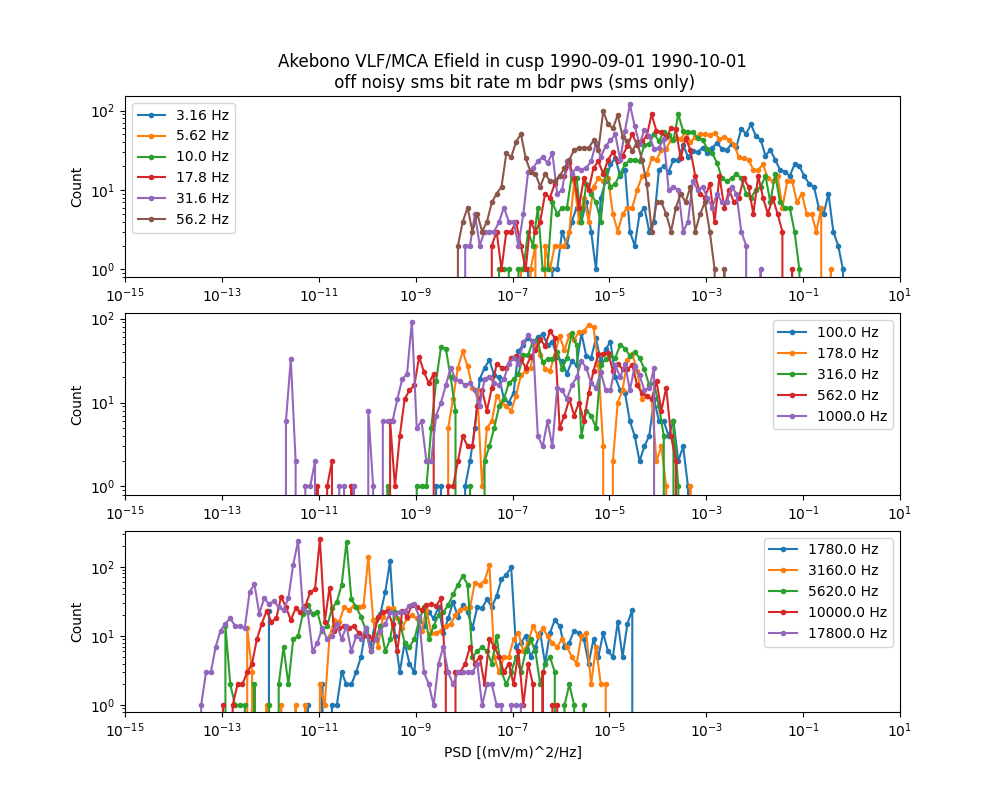 Akebono VLF/MCA Efield in cusp 1990-09-01 1990-10-01
off noisy sms bit rate m bdr pws (sms only)
Count
10^2
10^1
10^0
3.16 Hz
5.62 Hz
10.0 Hz
17.8 Hz
31.6 Hz
56.2 Hz
10^-15 10^-13 10^-11 10^-9 10^-7 10^-5 10^-3 10^-1 10^1
Count
10^2
10^1
10^0
100.0 Hz
178.0 Hz
316.0 Hz
562.0 Hz
1000.0 Hz
10^-15 10^-13 10^-11 10^-9 10^-7 10^-5 10^-3 10^-1 10^1
Count
10^2
10^1
10^0
1780.0 Hz
3160.0 Hz
5620.0 Hz
10000.0 Hz
17800.0 Hz
10^-15 10^-13 10^-11 10^-9 10^-7 10^-5 10^-3 10^-1 10^1
PSD [(mV/m)^2/Hz]